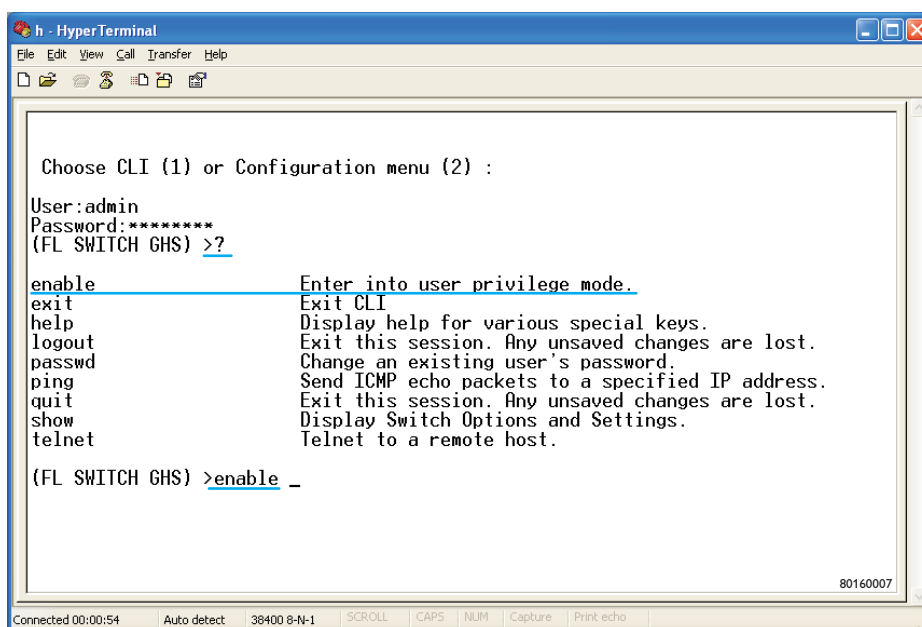 h - HyperTerminal
File Edit View Call Transfer Help
Choose CLI (1) or Configuration menu (2) :
User:admin
Password:********
(FL SWITCH GHS) >?
enable Enter into user privilege mode.
exit Exit CLI
help Display help for various special keys.
logout Exit this session. Any unsaved changes are lost.
passwd Change an existing user's password.
ping Send ICMP echo packets to a specified IP address.
quit Exit this session. Any unsaved changes are lost.
show Display Switch Options and Settings.
telnet Telnet to a remote host.
(FL SWITCH GHS) >enable _
80160007
Connected 00:00:54 Auto detect 38400 8-N-1 SCROLL CAPS NUM Capture Print echo